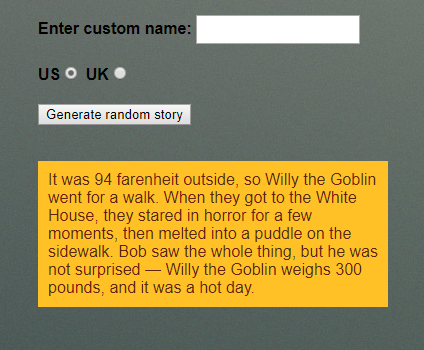 Enter custom name:
US UK
Generate random story
It was 94 farenheit outside, so Willy the Goblin
went for a walk. When they got to the White
House, they stared in horror for a few
moments, then melted into a puddle on the
sidewalk. Bob saw the whole thing, but he was
not surprised — Willy the Goblin weighs 300
pounds, and it was a hot day.